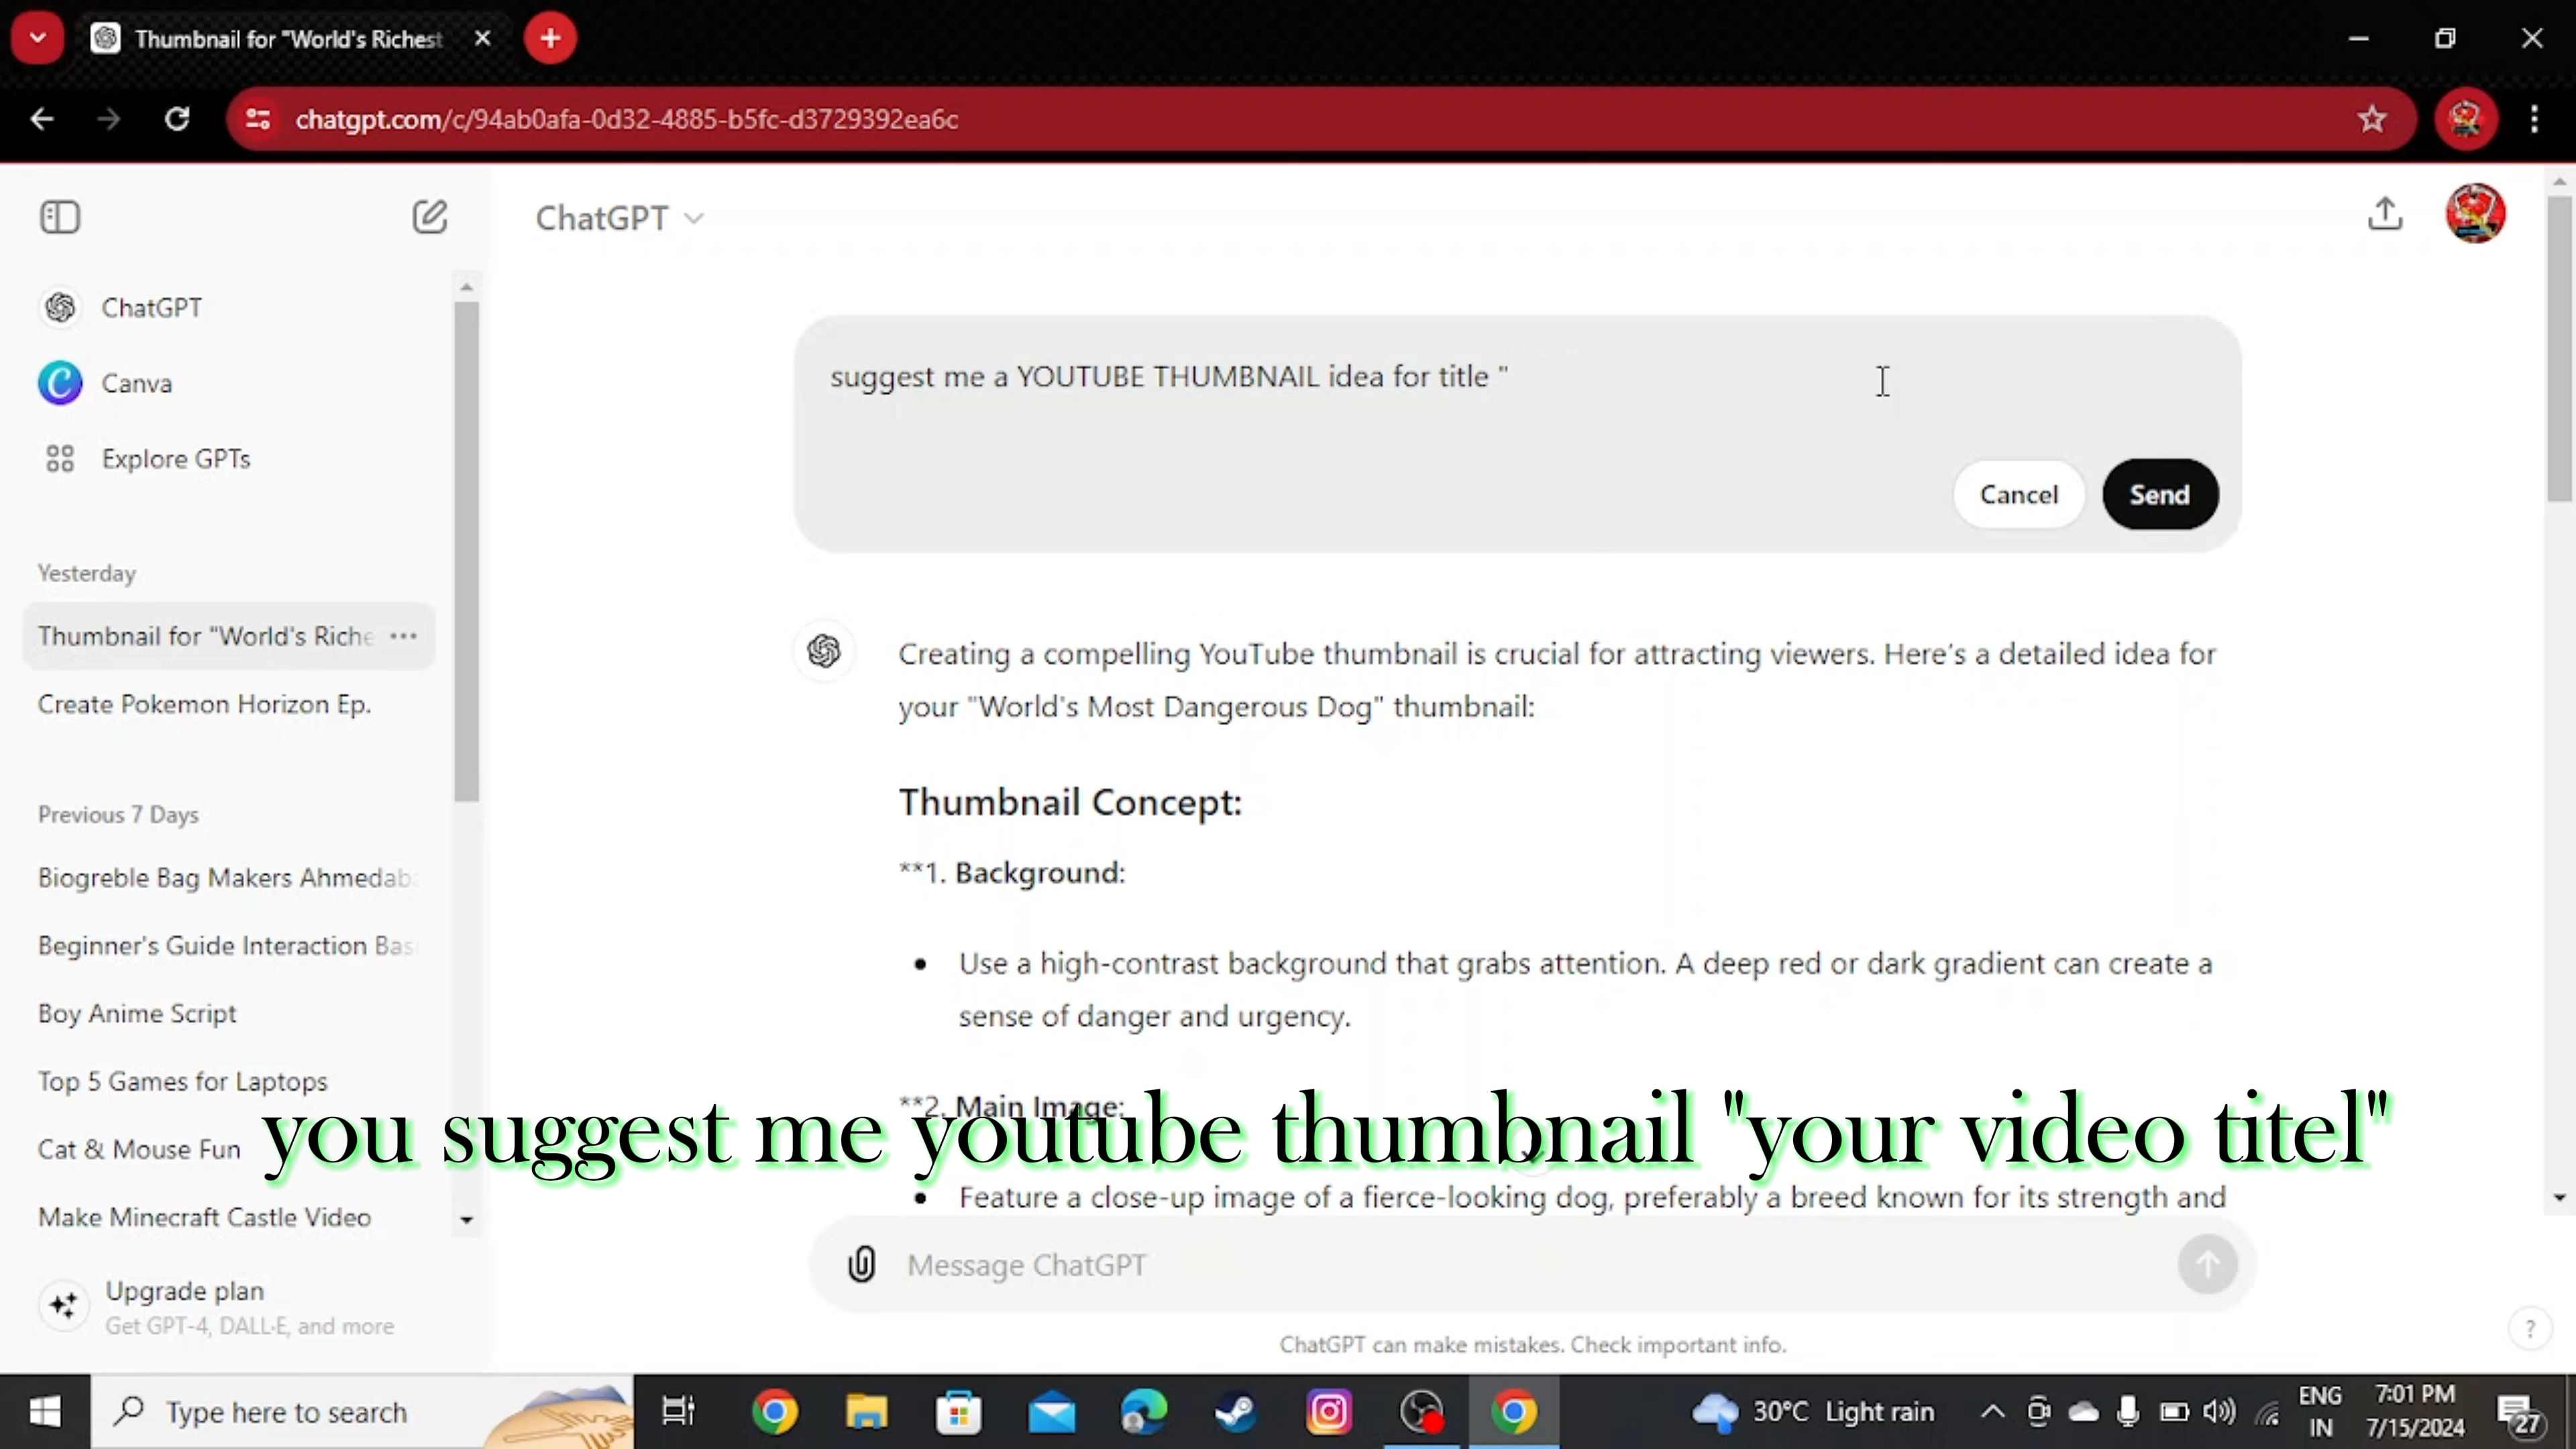 Thumbnail for "World's Richest
chatgpt.com/c/94ab0afa-0d32-4885-b5fc-d3729392ea6c
ChatGPT
ChatGPT
Canva
Explore GPTs
Yesterday
Thumbnail for "World's Riche
Create Pokemon Horizon Ep.
Previous 7 Days
Biogreble Bag Makers Ahmedab
Beginner's Guide Interaction Bas
Boy Anime Script
Top 5 Games for Laptops
Cat & Mouse Fun
Make Minecraft Castle Video
Upgrade plan
Get GPT-4, DALL·E, and more
suggest me a YOUTUBE THUMBNAIL idea for title "
Cancel
Send
Creating a compelling YouTube thumbnail is crucial for attracting viewers. Here's a detailed idea for
your "World's Most Dangerous Dog" thumbnail:
Thumbnail Concept:
**1. Background:
• Use a high-contrast background that grabs attention. A deep red or dark gradient can create a
sense of danger and urgency.
**2. Main Image:
you suggest me youtube thumbnail "your video titel"
• Feature a close-up image of a fierce-looking dog, preferably a breed known for its strength and
Message ChatGPT
ChatGPT can make mistakes. Check important info.
?
Type here to search
30°C Light rain
ENG
IN
7:01 PM
7/15/2024
27